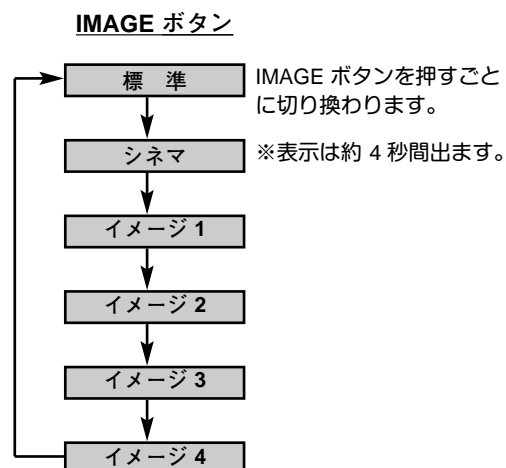 IMAGE ボタン
標 準
IMAGE ボタンを押すごと
に切り換わります。
シネマ
※表示は約 4 秒間出ます。
イメージ 1
イメージ 2
イメージ 3
イメージ 4